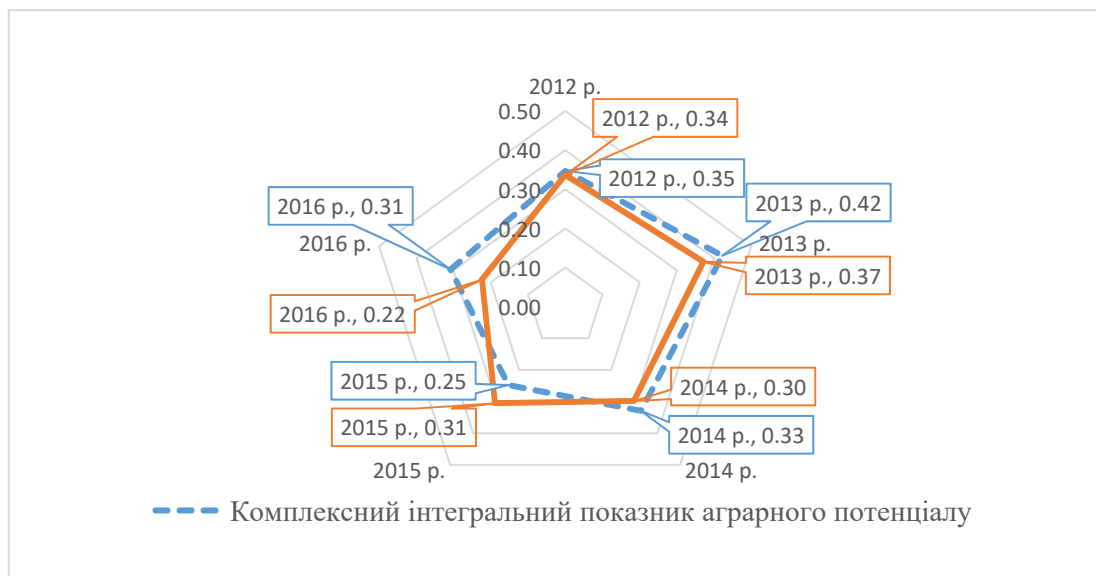 2012 р.
0.50
2012 р., 0.34
0.40
2012 р., 0.35
0.30
2013 р., 0.42
2016 р., 0.31
0.20
2016 р.
2013 р.
0.10
2013 р., 0.37
0.00
2016 р., 0.22
2015 р., 0.25
2014 р., 0.30
2015 р., 0.31
2014 р., 0.33
2015 р.
2014 р.
Комплексний інтегральний показник аграрного потенціалу